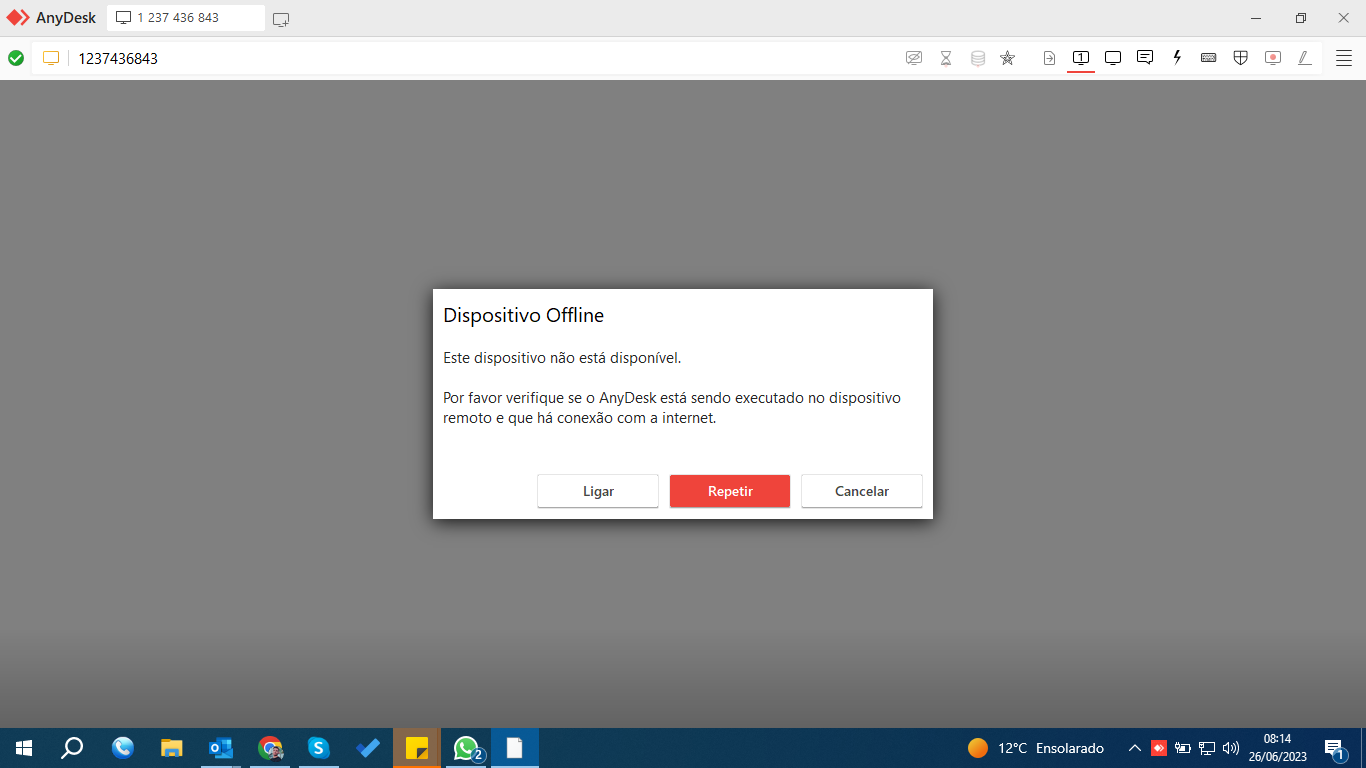 AnyDesk
1 237 436 843
1237436843
1
Dispositivo Offline
Este dispositivo não está disponível.
Por favor verifique se o AnyDesk está sendo executado no dispositivo
remoto e que há conexão com a internet.
Ligar
Repetir
Cancelar
2
12°C Ensolarado
08:14
26/06/2023
1